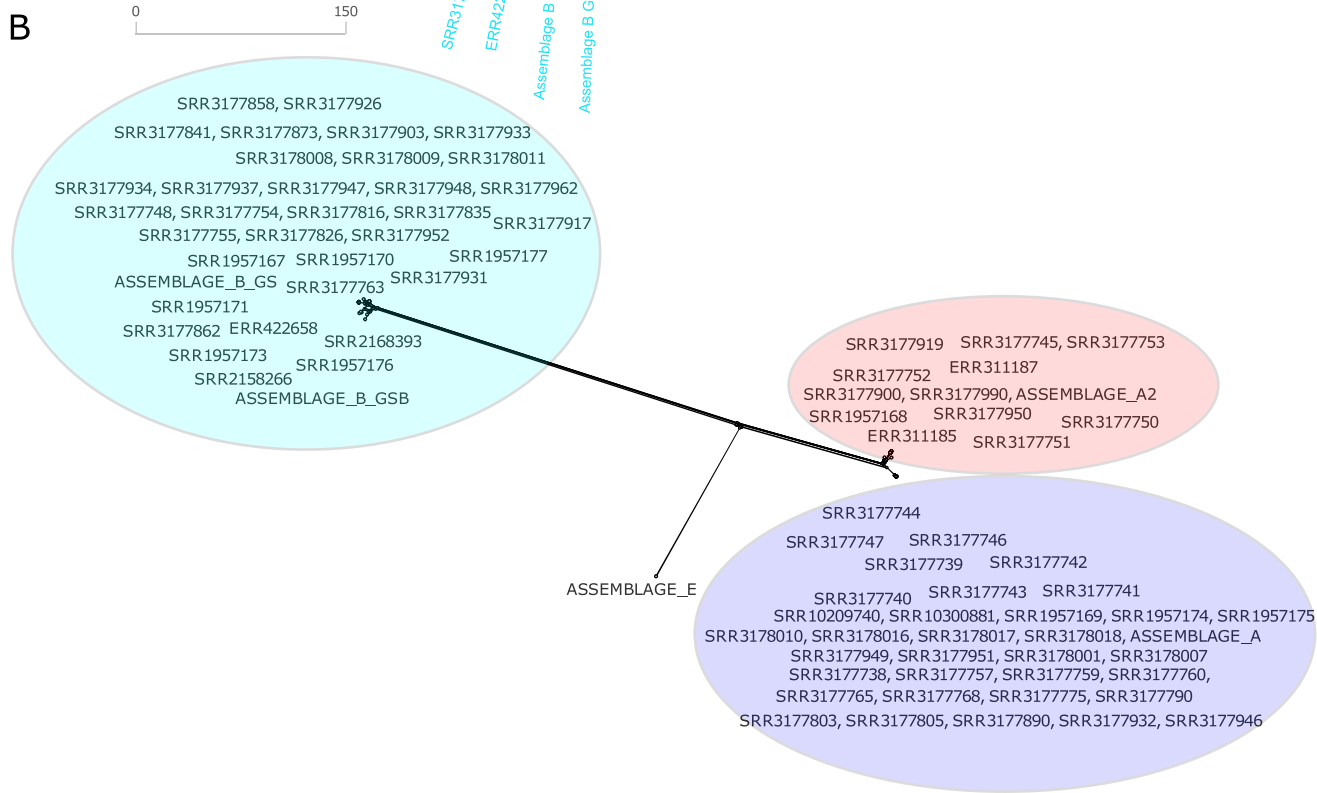 B
0 150
SRR31
ERR422
Assemblage B
Assemblage B G
SRR3177858, SRR3177926
SRR3177841, SRR3177873, SRR3177903, SRR3177933
SRR3178008, SRR3178009, SRR3178011
SRR3177934, SRR3177937, SRR3177947, SRR3177948, SRR3177962
SRR3177748, SRR3177754, SRR3177816, SRR3177835
SRR3177917
SRR3177755, SRR3177826, SRR3177952
SRR1957167 SRR1957170 SRR1957177
ASSEMBLAGE_B_GS SRR3177763 SRR3177931
SRR1957171
SRR3177862 ERR422658
SRR2168393
SRR1957173
SRR1957176
SRR2158266
ASSEMBLAGE_B_GSB
SRR3177919 SRR3177745, SRR3177753
SRR3177752 ERR311187
SRR3177900, SRR3177990, ASSEMBLAGE_A2
SRR1957168 SRR3177950 SRR3177750
ERR311185 SRR3177751
ASSEMBLAGE_E
SRR3177744
SRR3177747 SRR3177746
SRR3177739 SRR3177742
SRR3177740 SRR3177743 SRR3177741
SRR10209740, SRR10300881, SRR1957169, SRR1957174, SRR1957175
SRR3178010, SRR3178016, SRR3178017, SRR3178018, ASSEMBLAGE_A
SRR3177949, SRR3177951, SRR3178001, SRR3178007
SRR3177738, SRR3177757, SRR3177759, SRR3177760,
SRR3177765, SRR3177768, SRR3177775, SRR3177790
SRR3177803, SRR3177805, SRR3177890, SRR3177932, SRR3177946